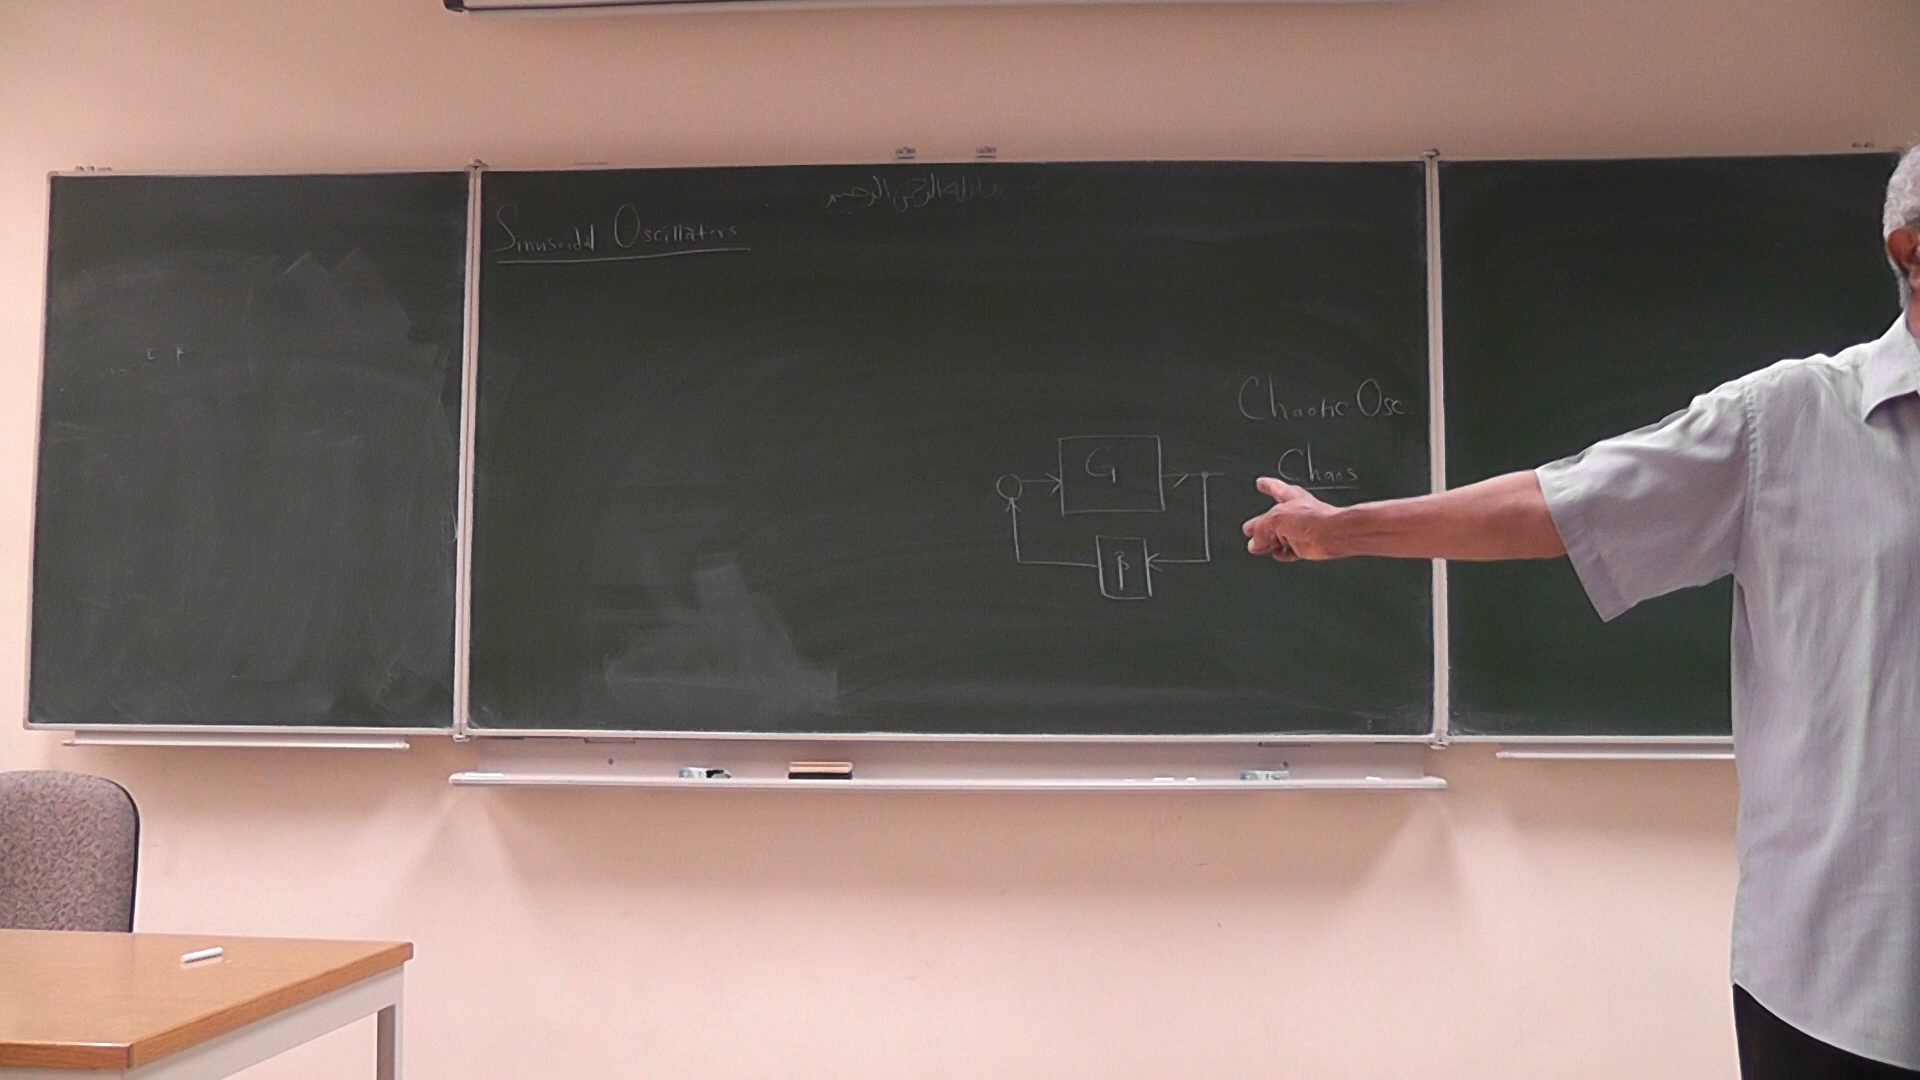 بسم الله الرحمن الرحيم
Sinusoidal Oscillators
Chaotic Osc
G
Chaos
β